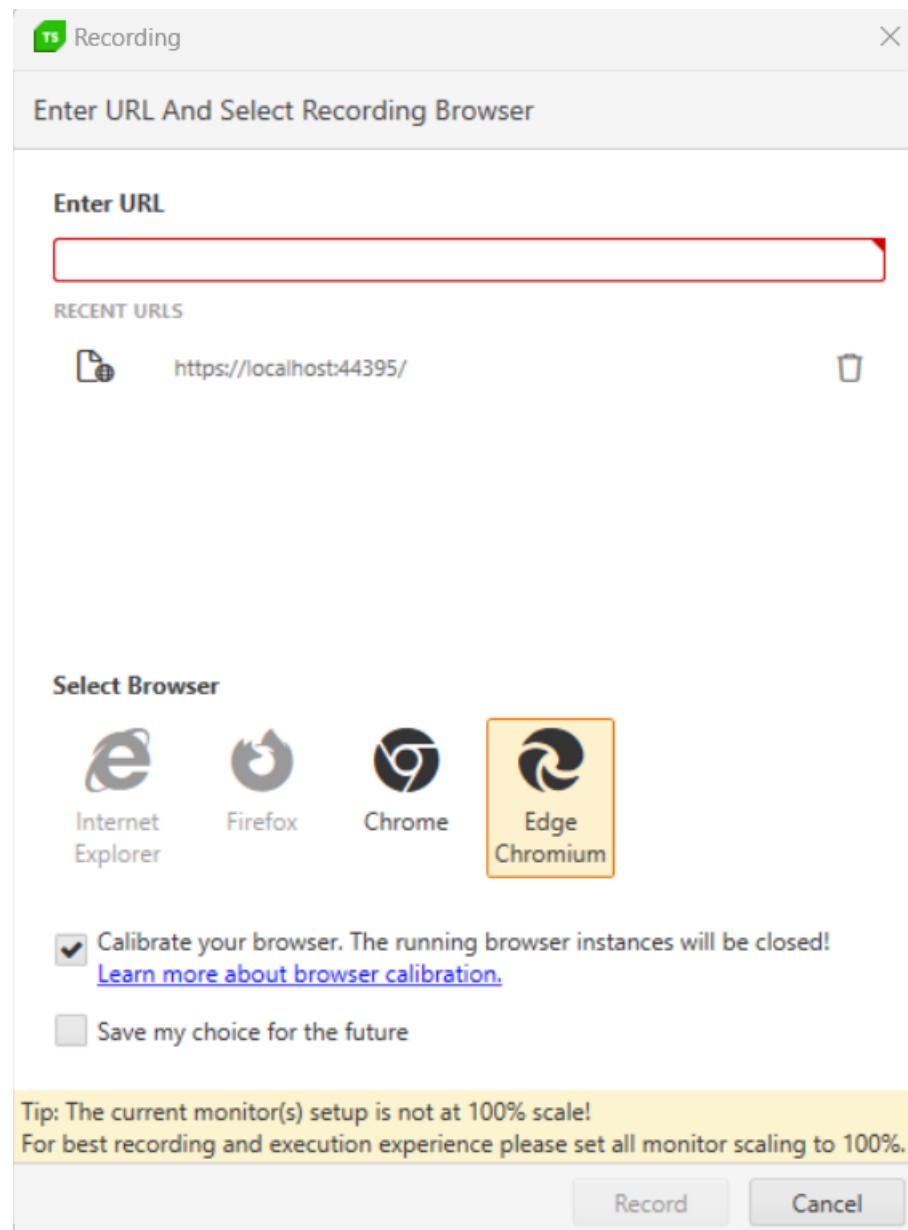 TS Recording
Enter URL And Select Recording Browser
Enter URL
RECENT URLS
https://localhost:44395/
Select Browser
Internet Explorer
Firefox
Chrome
Edge Chromium
Calibrate your browser. The running browser instances will be closed!
Learn more about browser calibration.
Save my choice for the future
Tip: The current monitor(s) setup is not at 100% scale!
For best recording and execution experience please set all monitor scaling to 100%.
Record Cancel